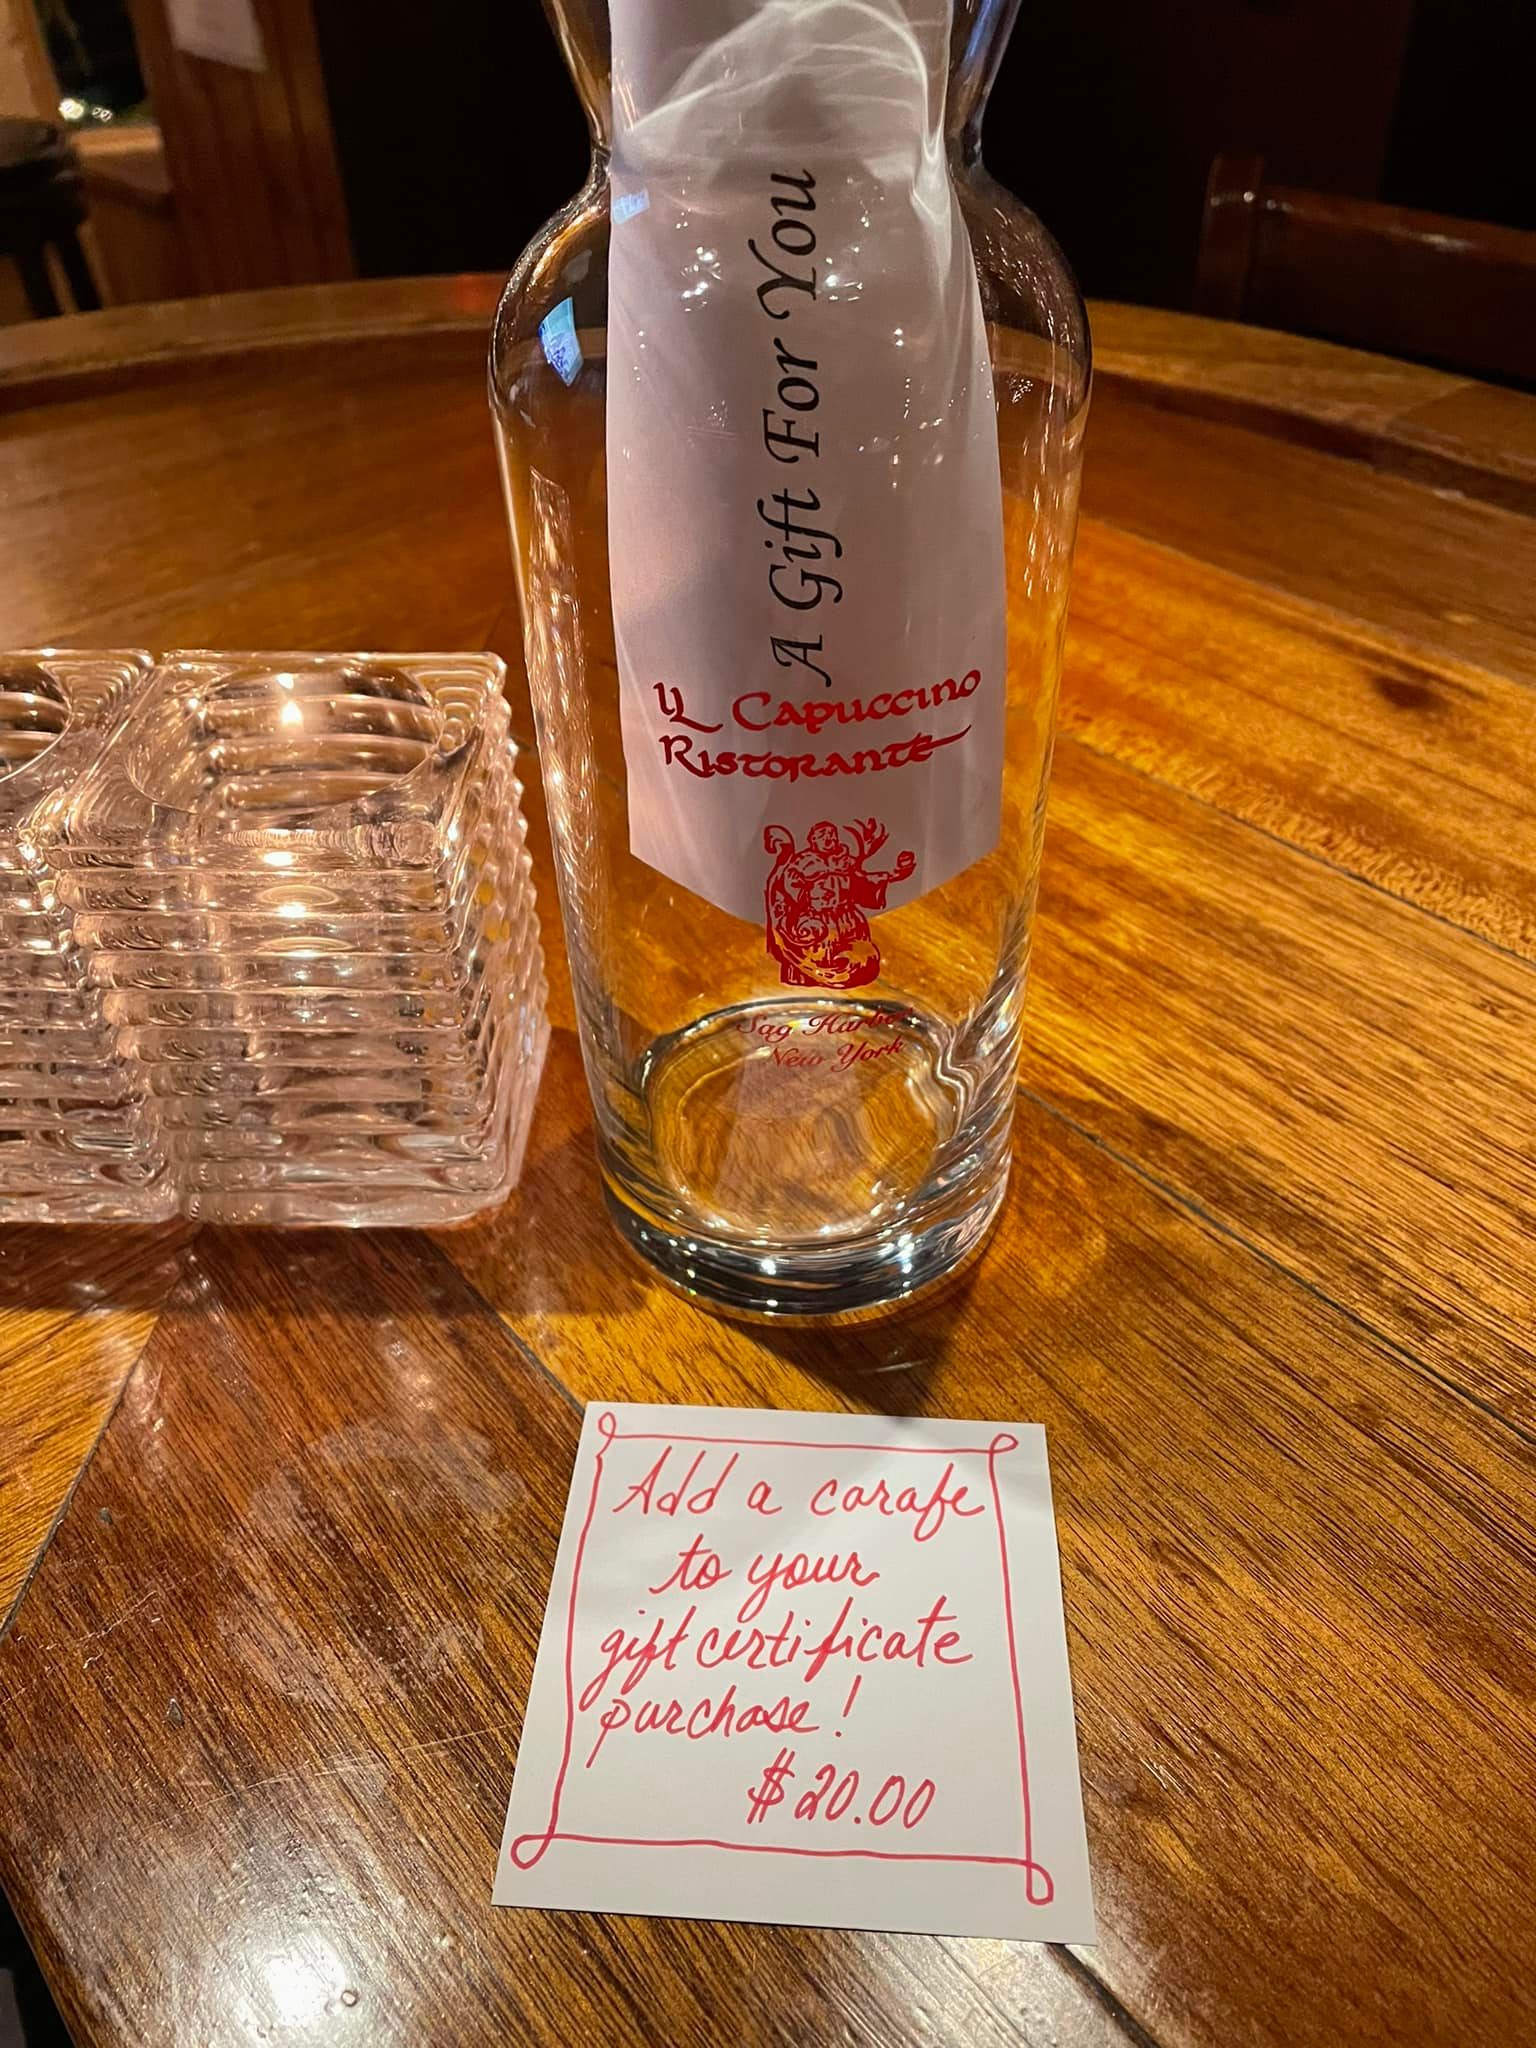 A Gift For You
Il Capuccino
Ristorante
Sag Harbor
New York
Add a carafe
to your
gift certificate
purchase!
$20.00